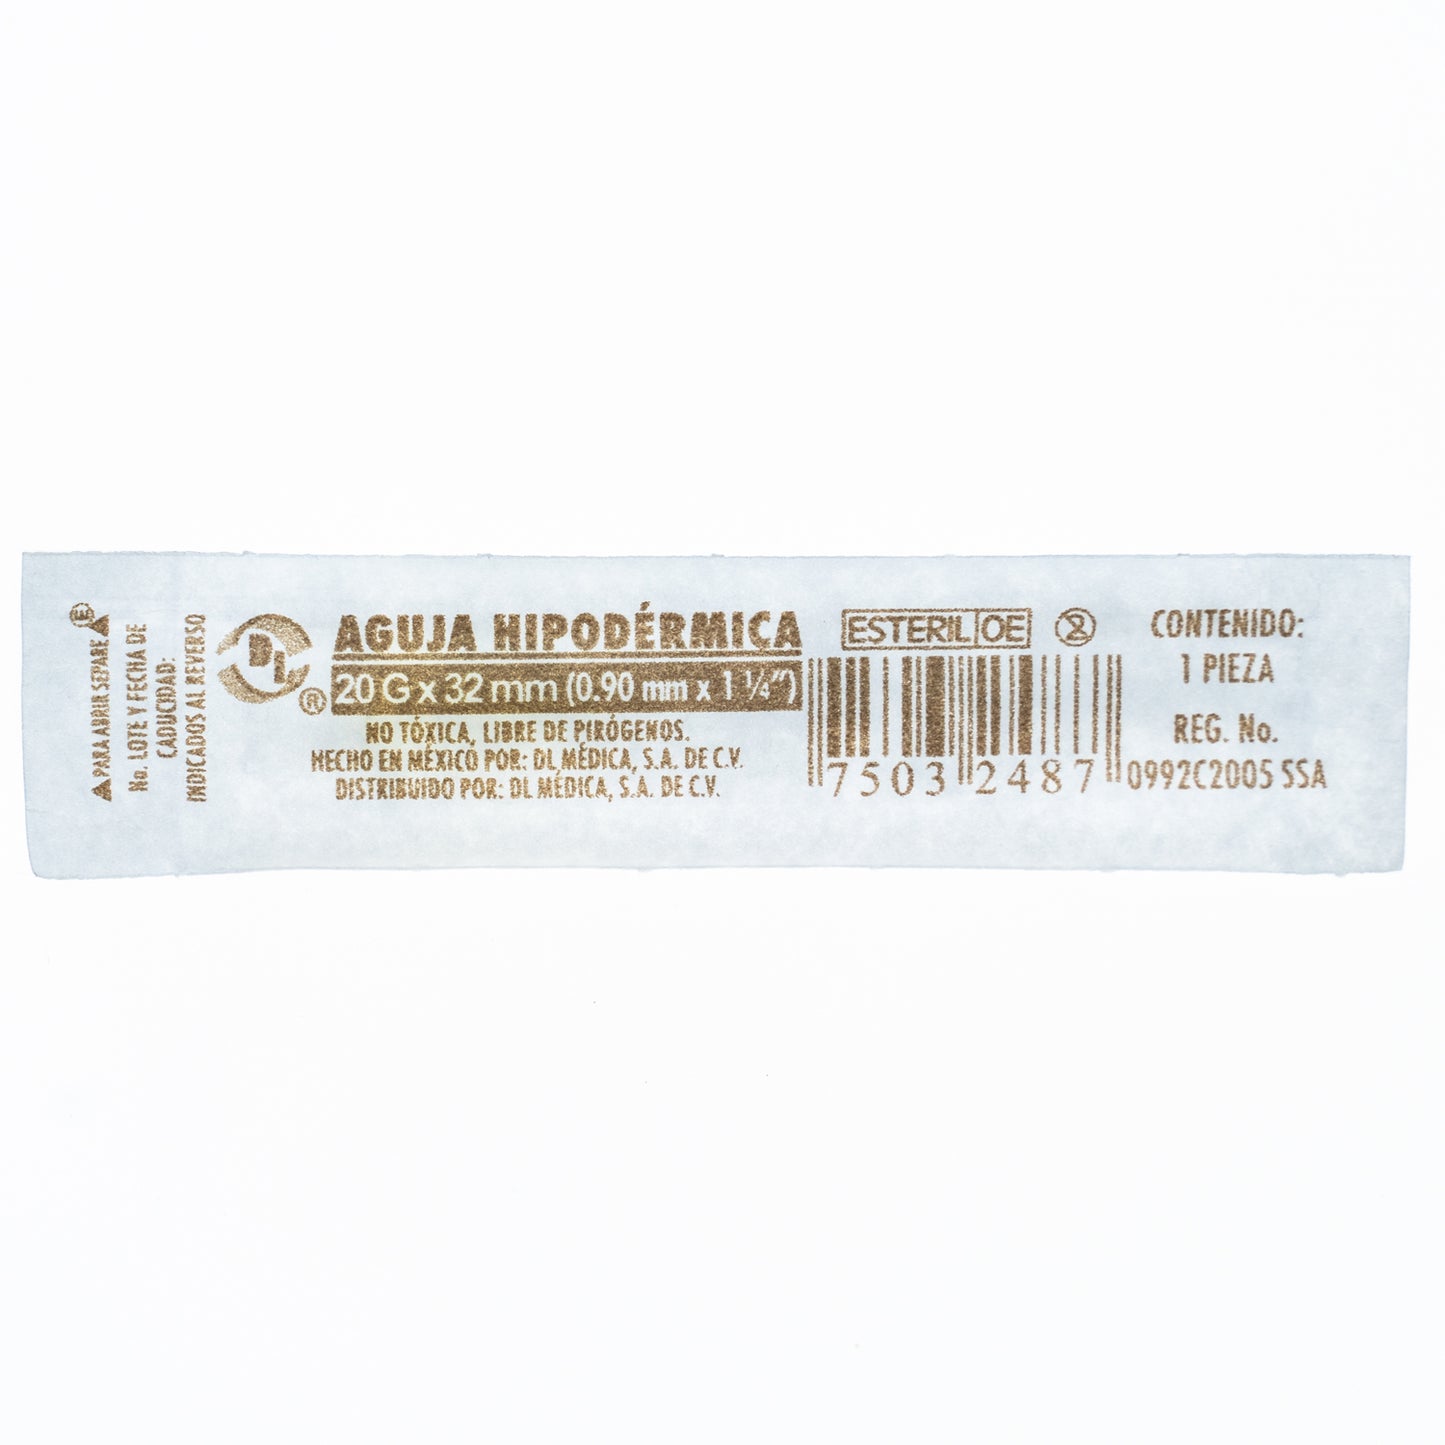 PARA ABRIR SEPARE
No. LOTE Y FECHA DE
CADUCIDAD:
INDICADOS AL REVERSO
DL
®
AGUJA HIPODÉRMICA
20 G x 32 mm (0.90 mm x 1 ¼")
NO TÓXICA, LIBRE DE PIRÓGENOS.
HECHO EN MÉXICO POR: DL MÉDICA, S.A. DE C.V.
DISTRIBUIDO POR: DL MÉDICA, S.A. DE C.V.
ESTERIL OE 2
7503 2487
CONTENIDO:
1 PIEZA
REG. No.
0992C2005 SSA